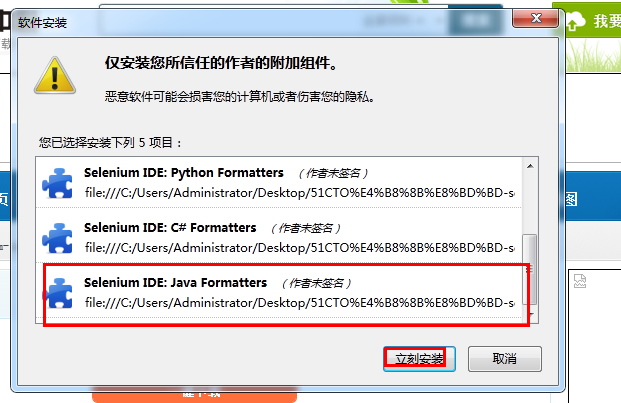 软件安装
我要
载
仅安装您所信任的作者的附加组件。
恶意软件可能会损害您的计算机或者伤害您的隐私。
您已选择安装下列 5 项目：
Selenium IDE: Python Formatters （作者未签名）
file:///C:/Users/Administrator/Desktop/51CTO%E4%B8%8B%E8%BD%BD-se
页
图
Selenium IDE: C# Formatters （作者未签名）
file:///C:/Users/Administrator/Desktop/51CTO%E4%B8%8B%E8%BD%BD-se
Selenium IDE: Java Formatters （作者未签名）
file:///C:/Users/Administrator/Desktop/51CTO%E4%B8%8B%E8%BD%BD-se
立刻安装
取消